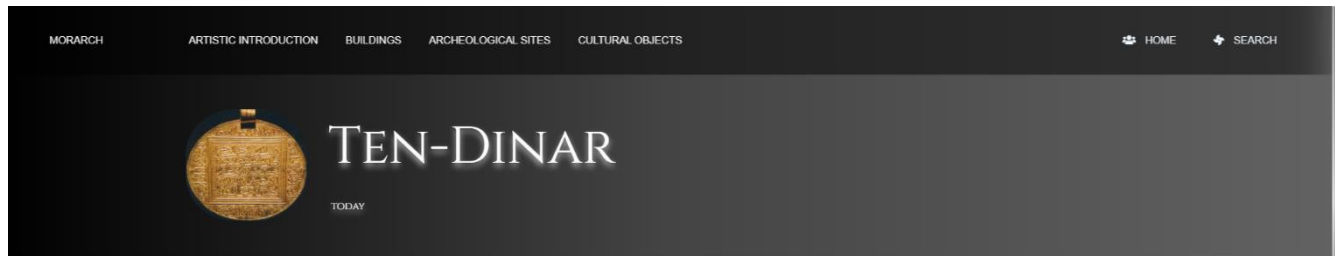 MORARCH ARTISTIC INTRODUCTION BUILDINGS ARCHEOLOGICAL SITES CULTURAL OBJECTS HOME SEARCH
TEN-DINAR
TODAY